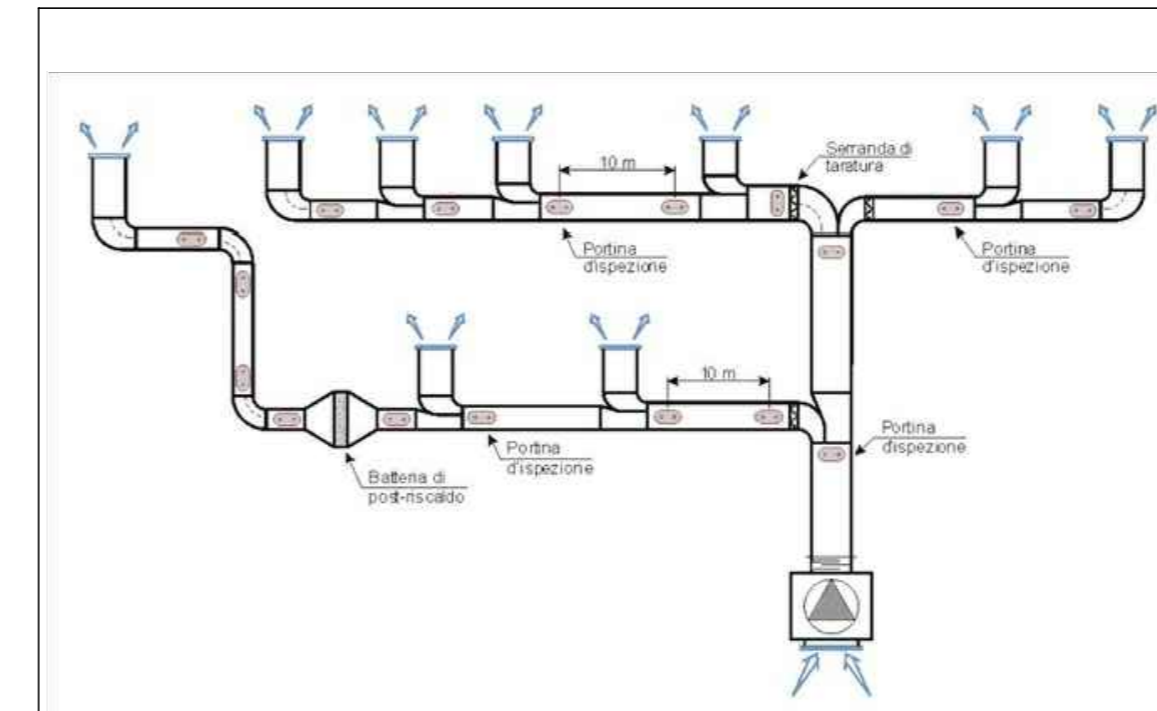 10 m
Serranda di
taratura
Portina
d'ispezione
Portina
d'ispezione
10 m
Portina
d'ispezione
Portina
d'ispezione
Batteria di
post-riscaldo